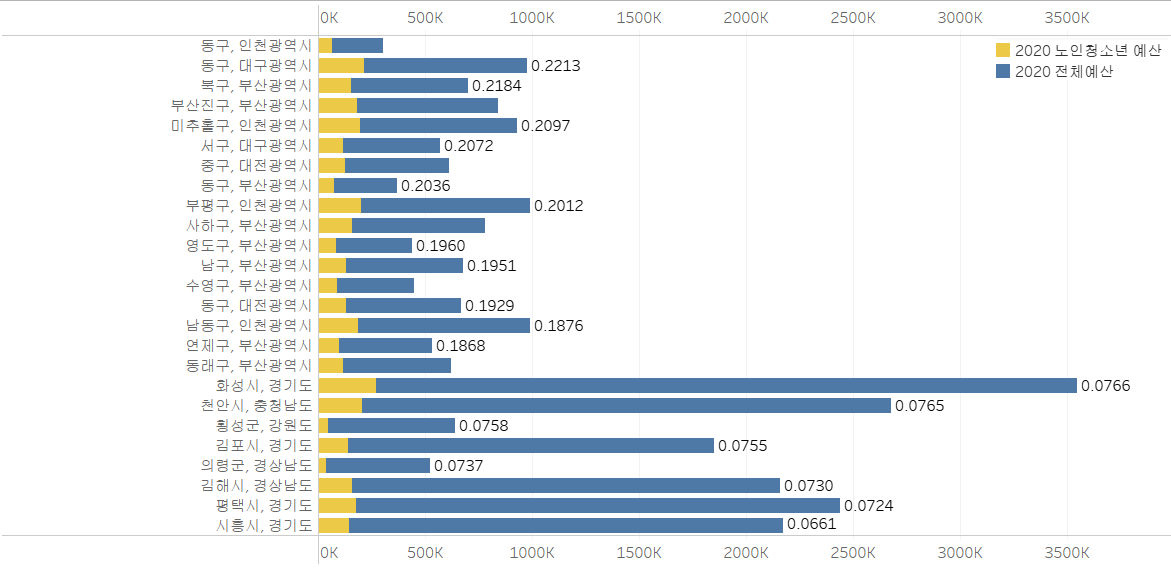 0K 500K 1000K 1500K 2000K 2500K 3000K 3500K
2020 노인청소년 예산
2020 전체예산
동구, 인천광역시
동구, 대구광역시 0.2213
북구, 부산광역시 0.2184
부산진구, 부산광역시
미추홀구, 인천광역시 0.2097
서구, 대구광역시 0.2072
중구, 대전광역시
동구, 부산광역시 0.2036
부평구, 인천광역시 0.2012
사하구, 부산광역시
영도구, 부산광역시 0.1960
남구, 부산광역시 0.1951
수영구, 부산광역시
동구, 대전광역시 0.1929
남동구, 인천광역시 0.1876
연제구, 부산광역시 0.1868
동래구, 부산광역시
화성시, 경기도 0.0766
천안시, 충청남도 0.0765
횡성군, 강원도 0.0758
김포시, 경기도 0.0755
의령군, 경상남도 0.0737
김해시, 경상남도 0.0730
평택시, 경기도 0.0724
시흥시, 경기도 0.0661
0K 500K 1000K 1500K 2000K 2500K 3000K 3500K